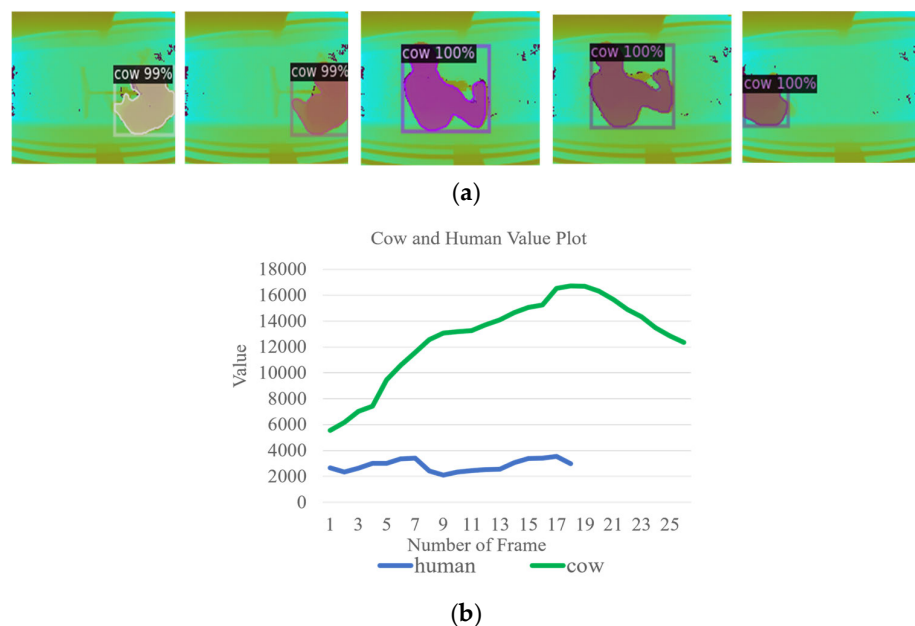 cow 99%
cow 99%
cow 100%
cow 100%
cow 100%
(a)
Cow and Human Value Plot
18000
16000
14000
12000
10000
8000
6000
4000
2000
0
Value
1 3 5 7 9 11 13 15 17 19 21 23 25
Number of Frame
human cow
(b)